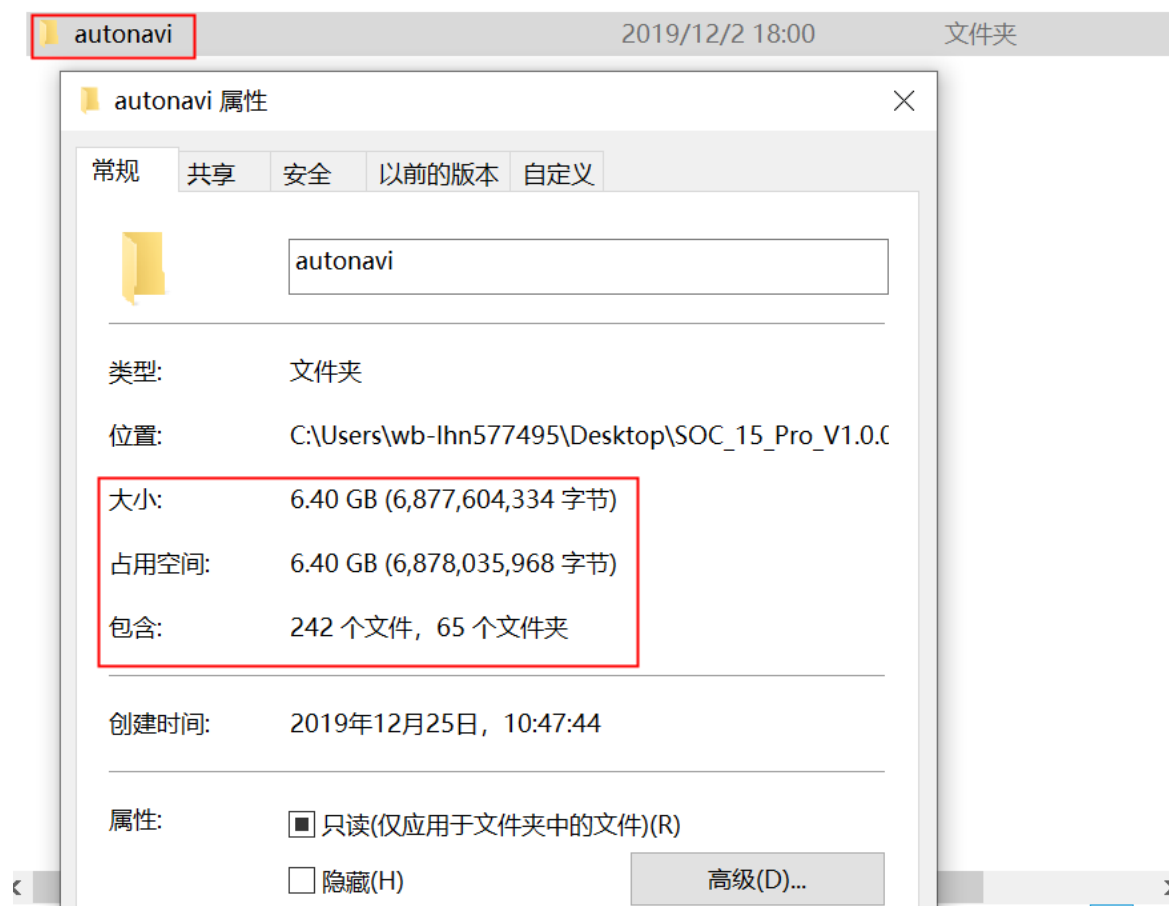 autonavi 2019/12/2 18:00 文件夹
autonavi 属性
常规 共享 安全 以前的版本 自定义
autonavi
类型: 文件夹
位置: C:\Users\wb-lhn577495\Desktop\SOC_15_Pro_V1.0.0
大小: 6.40 GB (6,877,604,334 字节)
占用空间: 6.40 GB (6,878,035,968 字节)
包含: 242 个文件，65 个文件夹
创建时间: 2019年12月25日，10:47:44
属性: 只读(仅应用于文件夹中的文件)(R)
隐藏(H) 高级(D)...